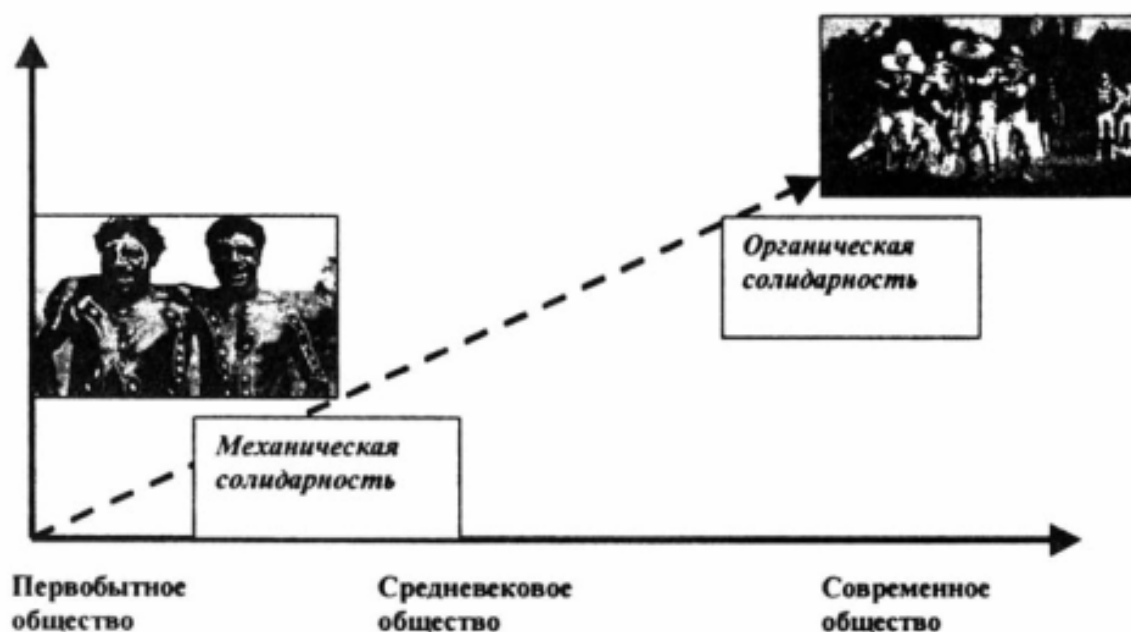 Органическая
солидарность
Механическая
солидарность
Первобытное
общество
Средневековое
общество
Современное
общество